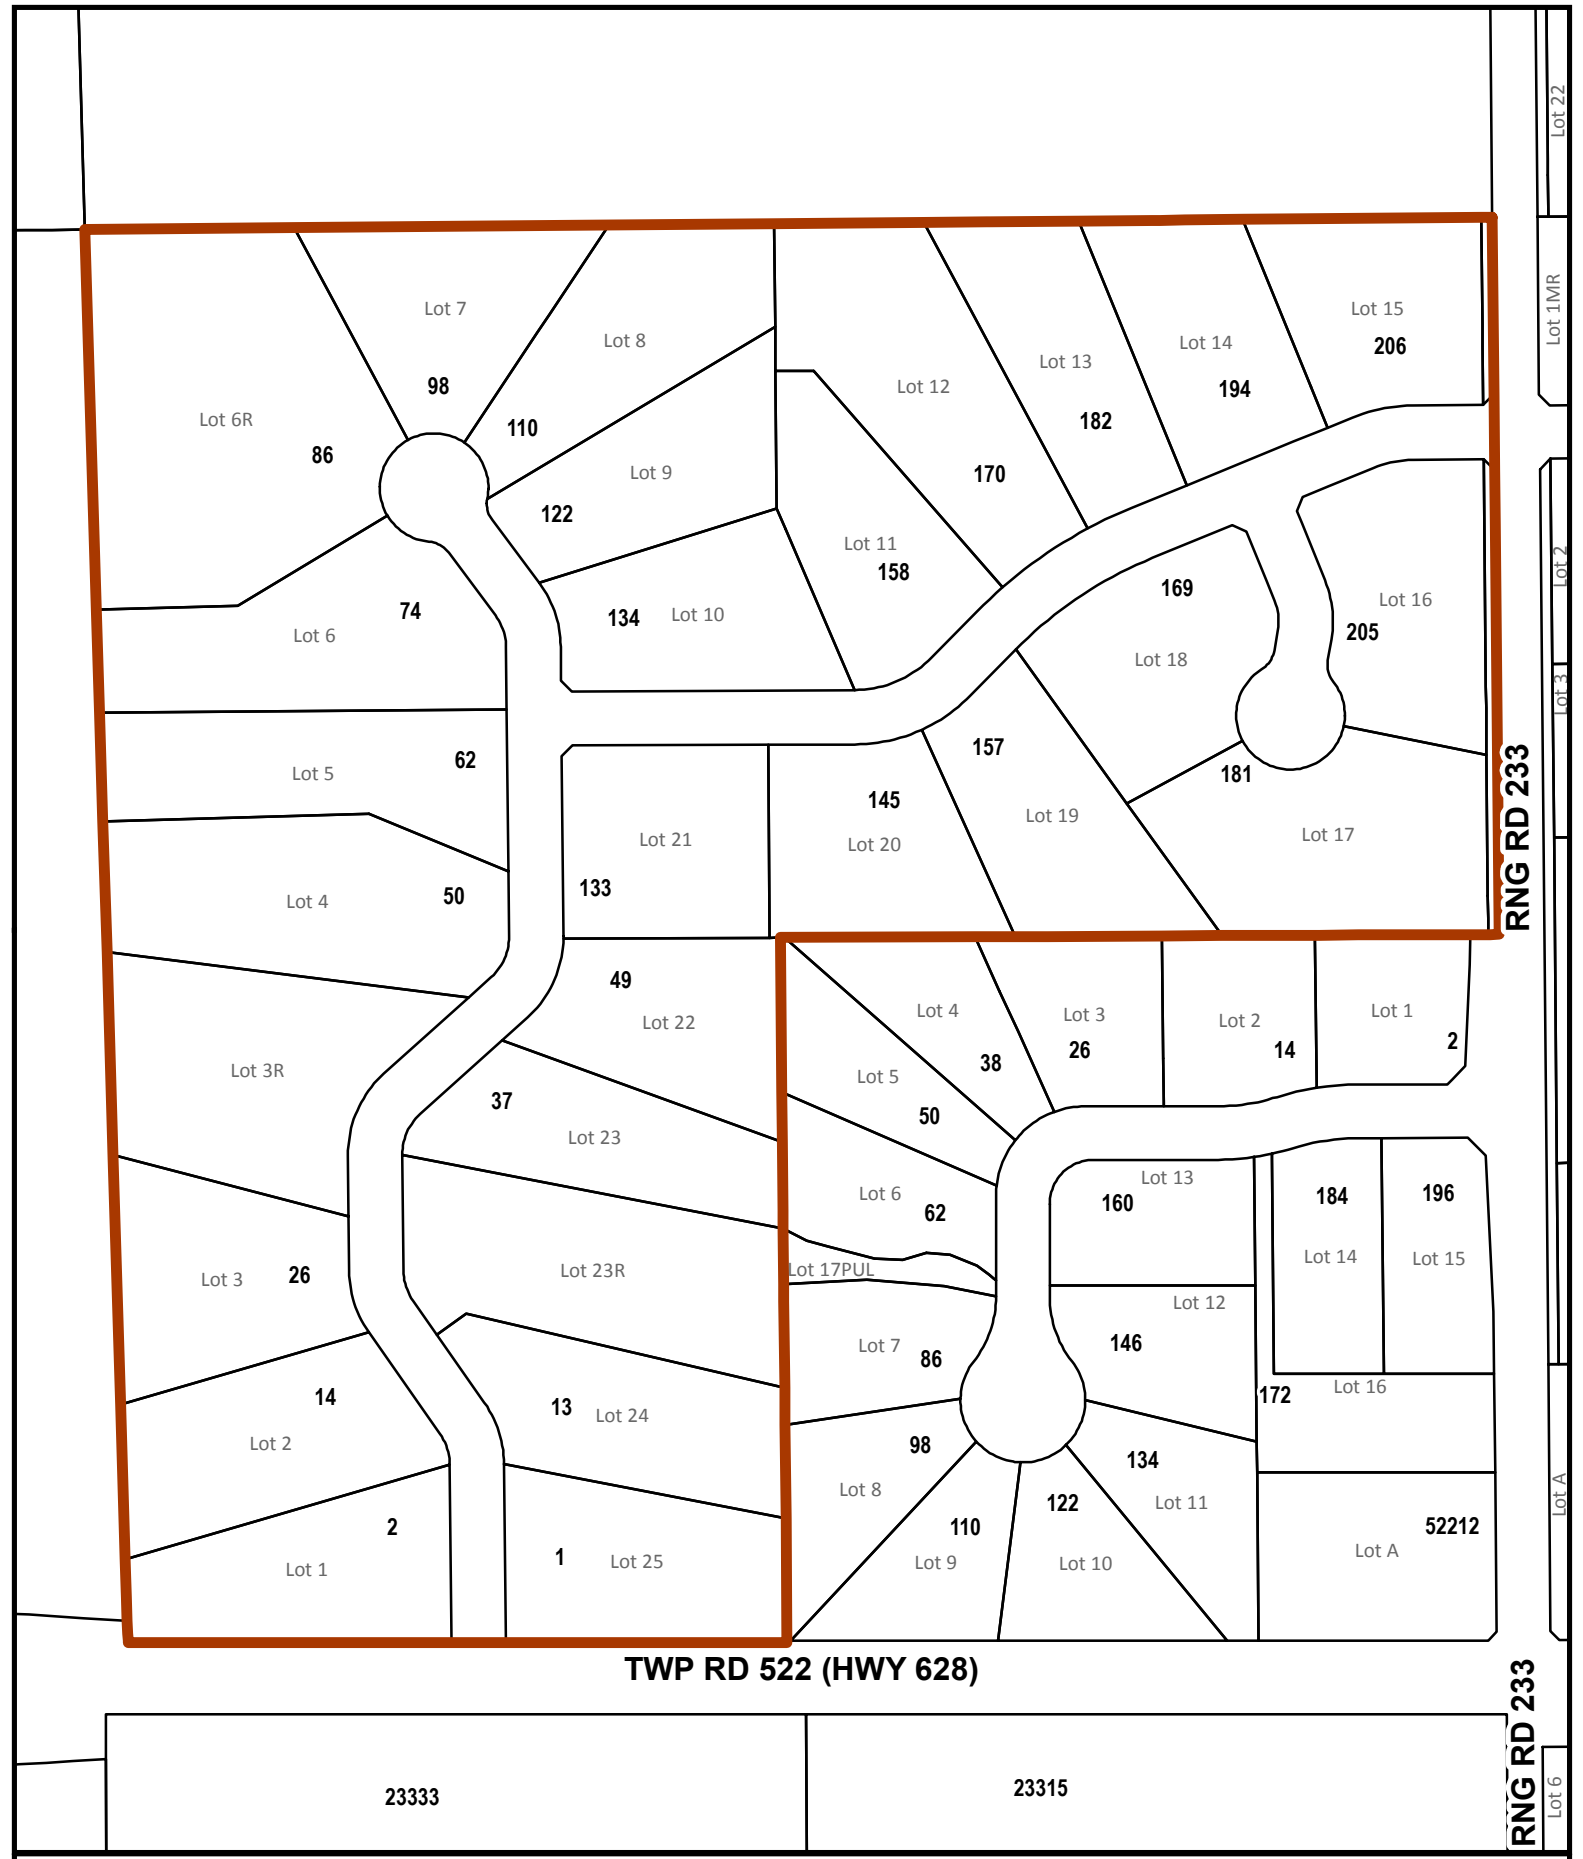 Lot 22
Lot 1MR
Lot 7
98
Lot 8
110
Lot 6R
86
Lot 9
122
Lot 12
170
Lot 13
182
Lot 14
194
Lot 15
206
Lot 11
158
Lot 10
134
74
Lot 6
169
Lot 18
Lot 16
205
Lot 2
Lot 3
62
Lot 5
157
Lot 19
181
Lot 17
145
Lot 20
Lot 21
133
Lot 4
50
RNG RD 233
49
Lot 22
Lot 3R
37
Lot 23
Lot 4
38
Lot 3
26
Lot 2
14
Lot 1
2
Lot 5
50
Lot 6
62
Lot 13
160
184
Lot 14
196
Lot 15
Lot 3
26
Lot 23R
Lot 17PUL
Lot 12
146
Lot 7
86
172
Lot 16
14
Lot 2
13
Lot 24
98
Lot 8
134
Lot 11
122
Lot 10
110
Lot 9
52212
Lot A
Lot A
2
Lot 1
1
Lot 25
TWP RD 522 (HWY 628)
RNG RD 233
23333
23315
Lot 6